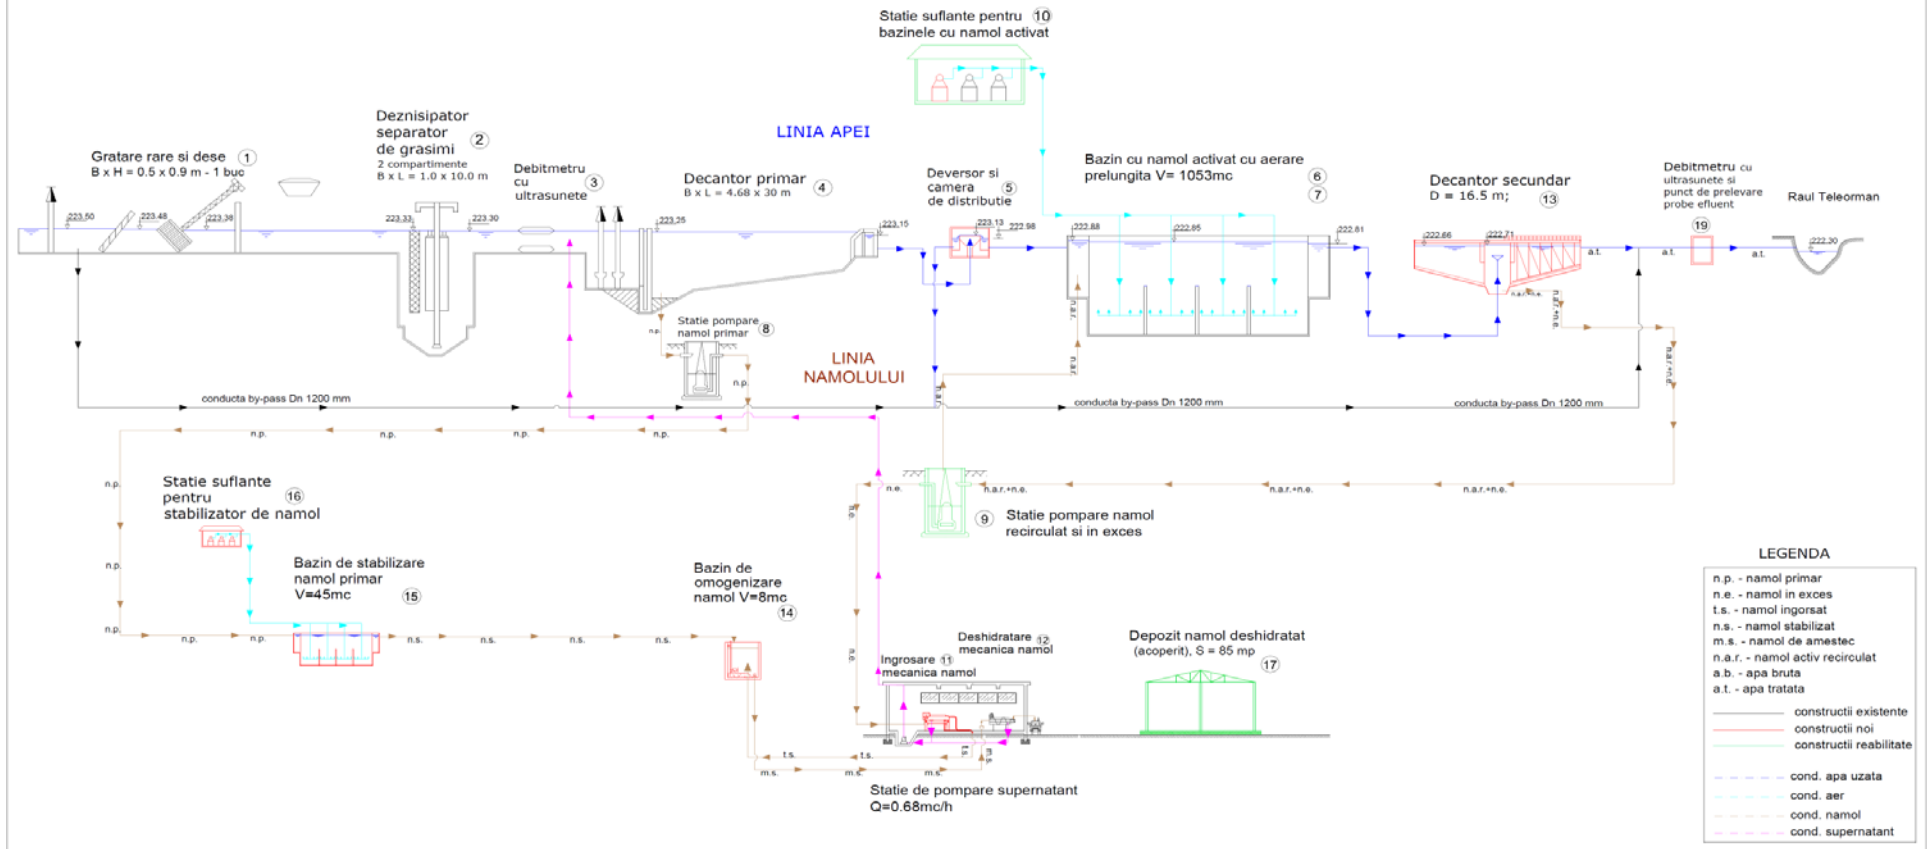 Statie suflante pentru 10
bazinele cu namol activat
LINIA APEI
Gratare rare si dese 1
B x H = 0.5 x 0.9 m - 1 buc
Deznisipator
separator 2
de grasimi
2 compartimente
B x L = 1.0 x 10.0 m
Debitmetru
cu 3
ultrasunete
Decantor primar 4
B x L = 4.68 x 30 m
Deversor si
camera 5
de distributie
Bazin cu namol activat cu aerare
prelungita V= 1053mc 6
7
Decantor secundar
D = 16.5 m; 13
Debitmetru cu
ultrasunete si
punct de prelevare
probe efluent
19
Raul Teleorman
223.50
223.48
223.38
223.33
223.30
223.25
223.15
223.13
222.98
222.88
222.85
222.81
222.66
222.71
222.30
a.t.
a.t.
a.t.
n.a.r.+n.e.
n.a.r.+n.e.
n.a.r.+n.e.
n.a.r.
n.a.r.
n.a.r.
Statie pompare 8
namol primar
n.p.
n.p.
LINIA
NAMOLULUI
conducta by-pass Dn 1200 mm
conducta by-pass Dn 1200 mm
conducta by-pass Dn 1200 mm
n.p.
n.p.
n.p.
n.p.
n.p.
n.p.
n.p.
n.p.
n.p.
Statie suflante
pentru 16
stabilizator de namol
n.e.
n.a.r.+n.e.
n.a.r.+n.e.
n.a.r.+n.e.
n.e.
n.e.
9 Statie pompare namol
recirculat si in exces
Bazin de stabilizare
namol primar
V=45mc 15
n.s.
n.s.
n.s.
n.s.
Bazin de
omogenizare
namol V=8mc
14
Deshidratare 12
mecanica namol
Ingrosare 11
mecanica namol
Depozit namol deshidratat
(acoperit), S = 85 mp
17
t.s.
t.s.
t.s.
m.s.
m.s.
m.s.
m.s.
Statie de pompare supernatant
Q=0.68mc/h
LEGENDA
n.p. - namol primar
n.e. - namol in exces
t.s. - namol ingorsat
n.s. - namol stabilizat
m.s. - namol de amestec
n.a.r. - namol activ recirculat
a.b. - apa bruta
a.t. - apa tratata
constructii existente
constructii noi
constructii reabilitate
cond. apa uzata
cond. aer
cond. namol
cond. supernatant